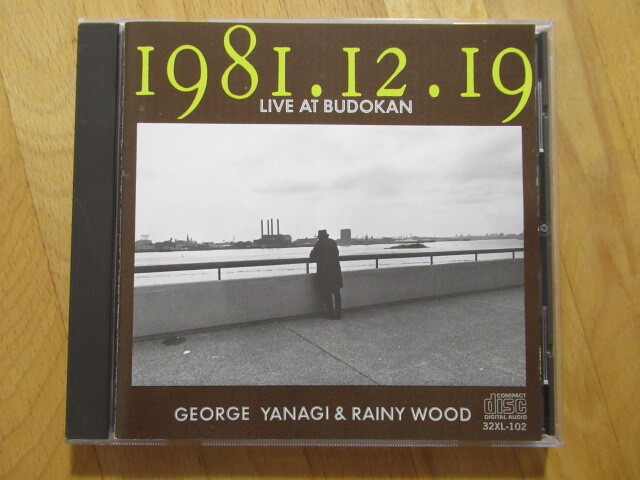 1981.12.19
LIVE AT BUDOKAN
GEORGE YANAGI & RAINY WOOD
COMPACT
disc
DIGITAL AUDIO
32XL-102